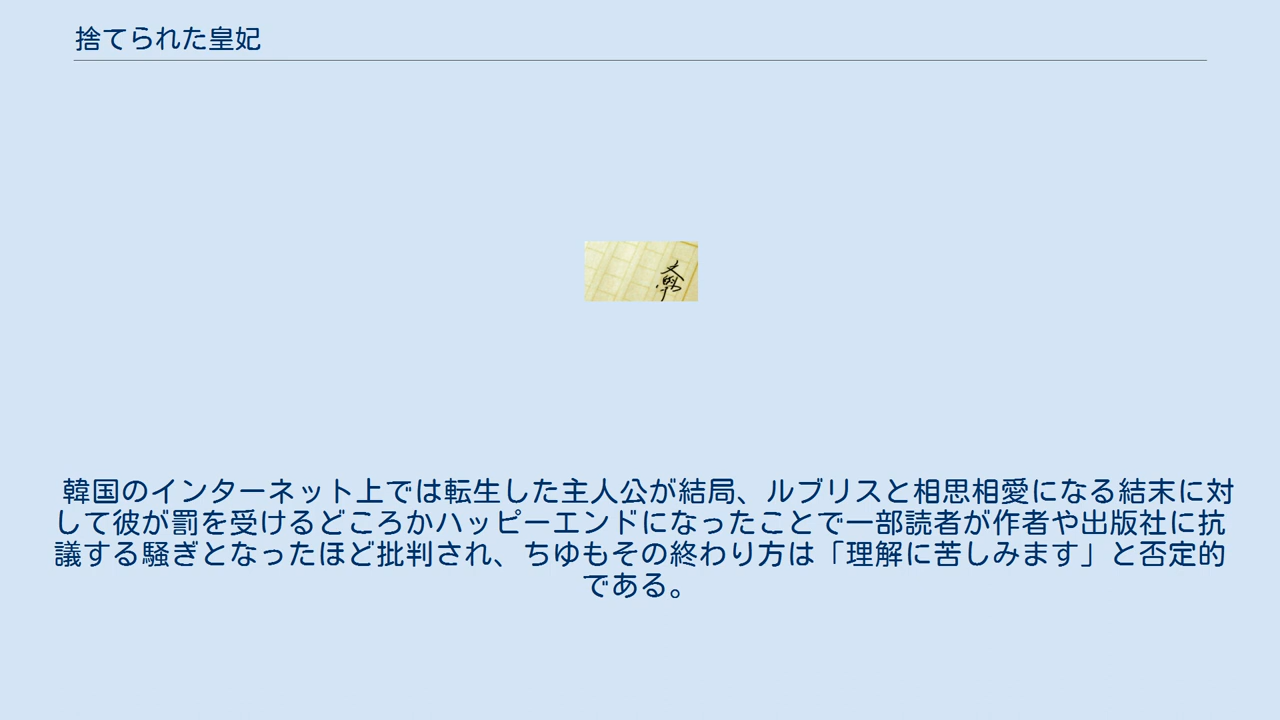 捨てられた皇妃
韓国のインターネット上では転生した主人公が結局、ルブリスと相思相愛になる結末に対
して彼が罰を受けるどころかハッピーエンドになったことで一部読者が作者や出版社に抗
議する騒ぎとなったほど批判され、ちゆもその終わり方は「理解に苦しみます」と否定的
である。